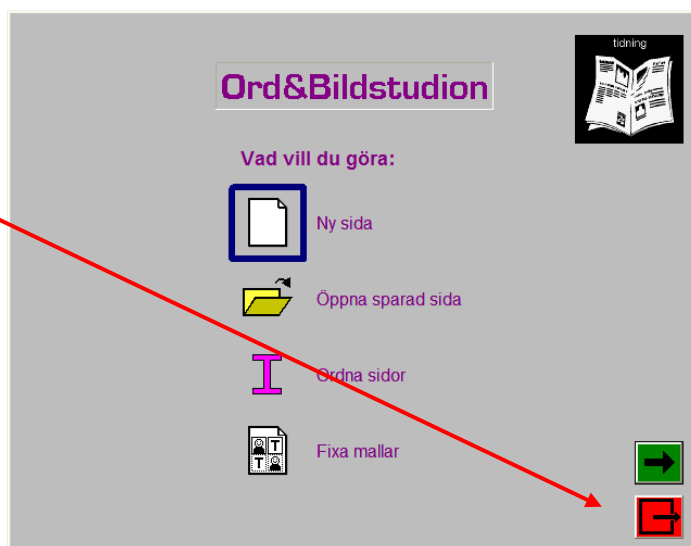 tidning
Ord&Bildstudion
Vad vill du göra:
Ny sida
Öppna sparad sida
Ordna sidor
Fixa mallar
T
T